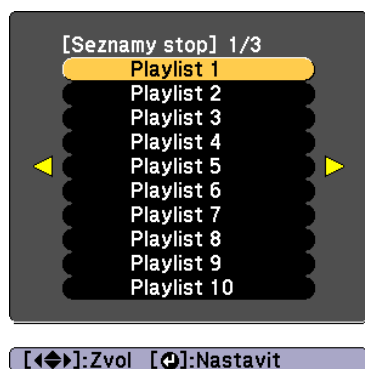 [Seznamy stop] 1/3
Playlist 1
Playlist 2
Playlist 3
Playlist 4
Playlist 5
Playlist 6
Playlist 7
Playlist 8
Playlist 9
Playlist 10
[]:Zvol []:Nastavit